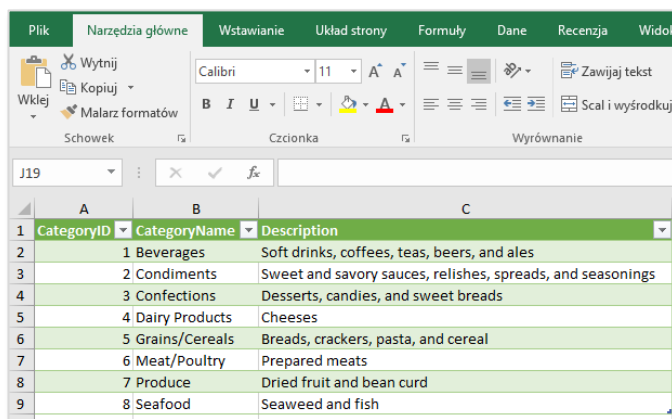 Plik Narzędzia główne Wstawianie Układ strony Formuły Dane Recenzja Widok
Wklej
Wytnij
Kopiuj
Malarz formatów
Schowek
Calibri 11 A A
B I U A
Czcionka
Zawijaj tekst
Scal i wyśrodkuj
Wyrównanie
J19 fx
A B C
1 CategoryID CategoryName Description
2 1 Beverages Soft drinks, coffees, teas, beers, and ales
3 2 Condiments Sweet and savory sauces, relishes, spreads, and seasonings
4 3 Confections Desserts, candies, and sweet breads
5 4 Dairy Products Cheeses
6 5 Grains/Cereals Breads, crackers, pasta, and cereal
7 6 Meat/Poultry Prepared meats
8 7 Produce Dried fruit and bean curd
9 8 Seafood Seaweed and fish